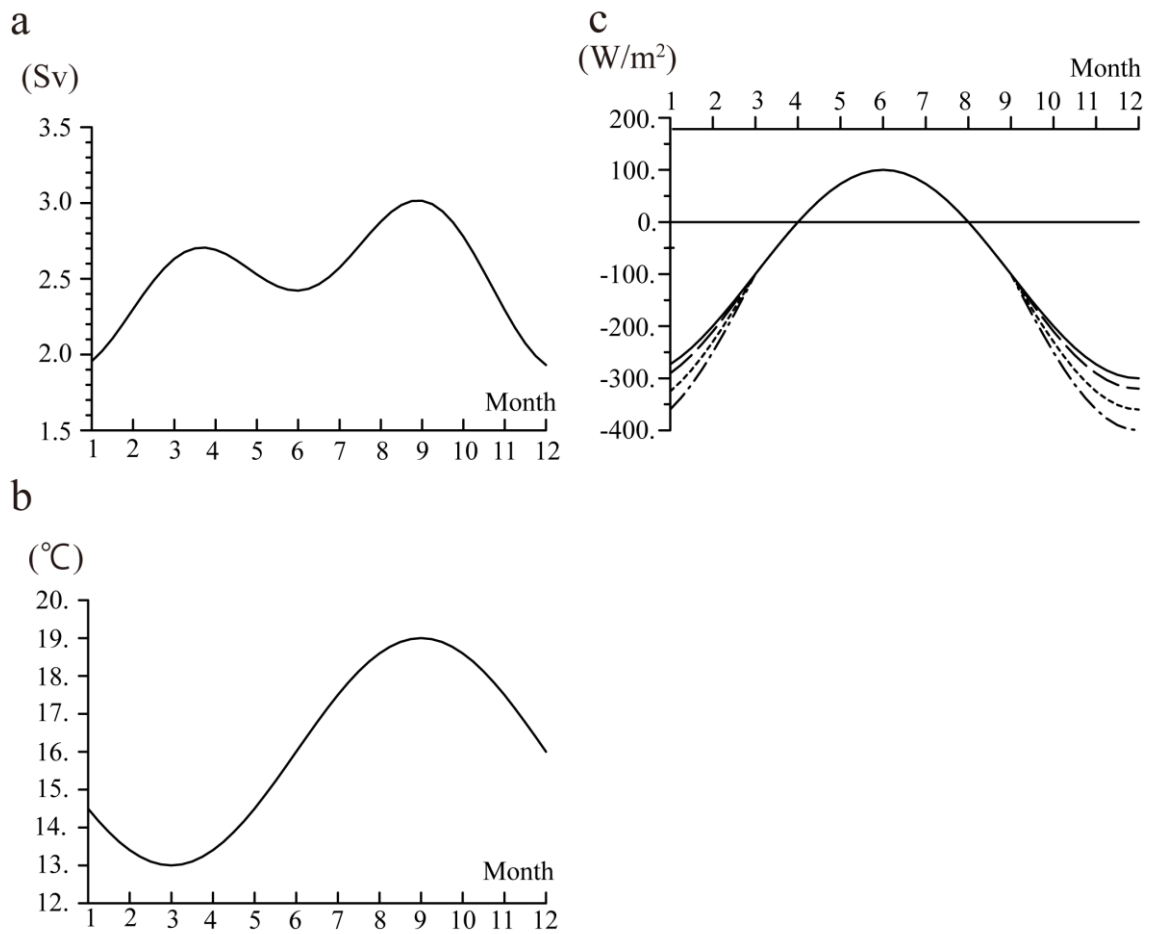 a
(Sv)
3.5
3.0
2.5
2.0
1.5
Month
1 2 3 4 5 6 7 8 9 10 11 12
b
(℃)
20.
19.
18.
17.
16.
15.
14.
13.
12.
Month
1 2 3 4 5 6 7 8 9 10 11 12
c
(W/m²)
Month
1 2 3 4 5 6 7 8 9 10 11 12
200.
100.
0.
-100.
-200.
-300.
-400.